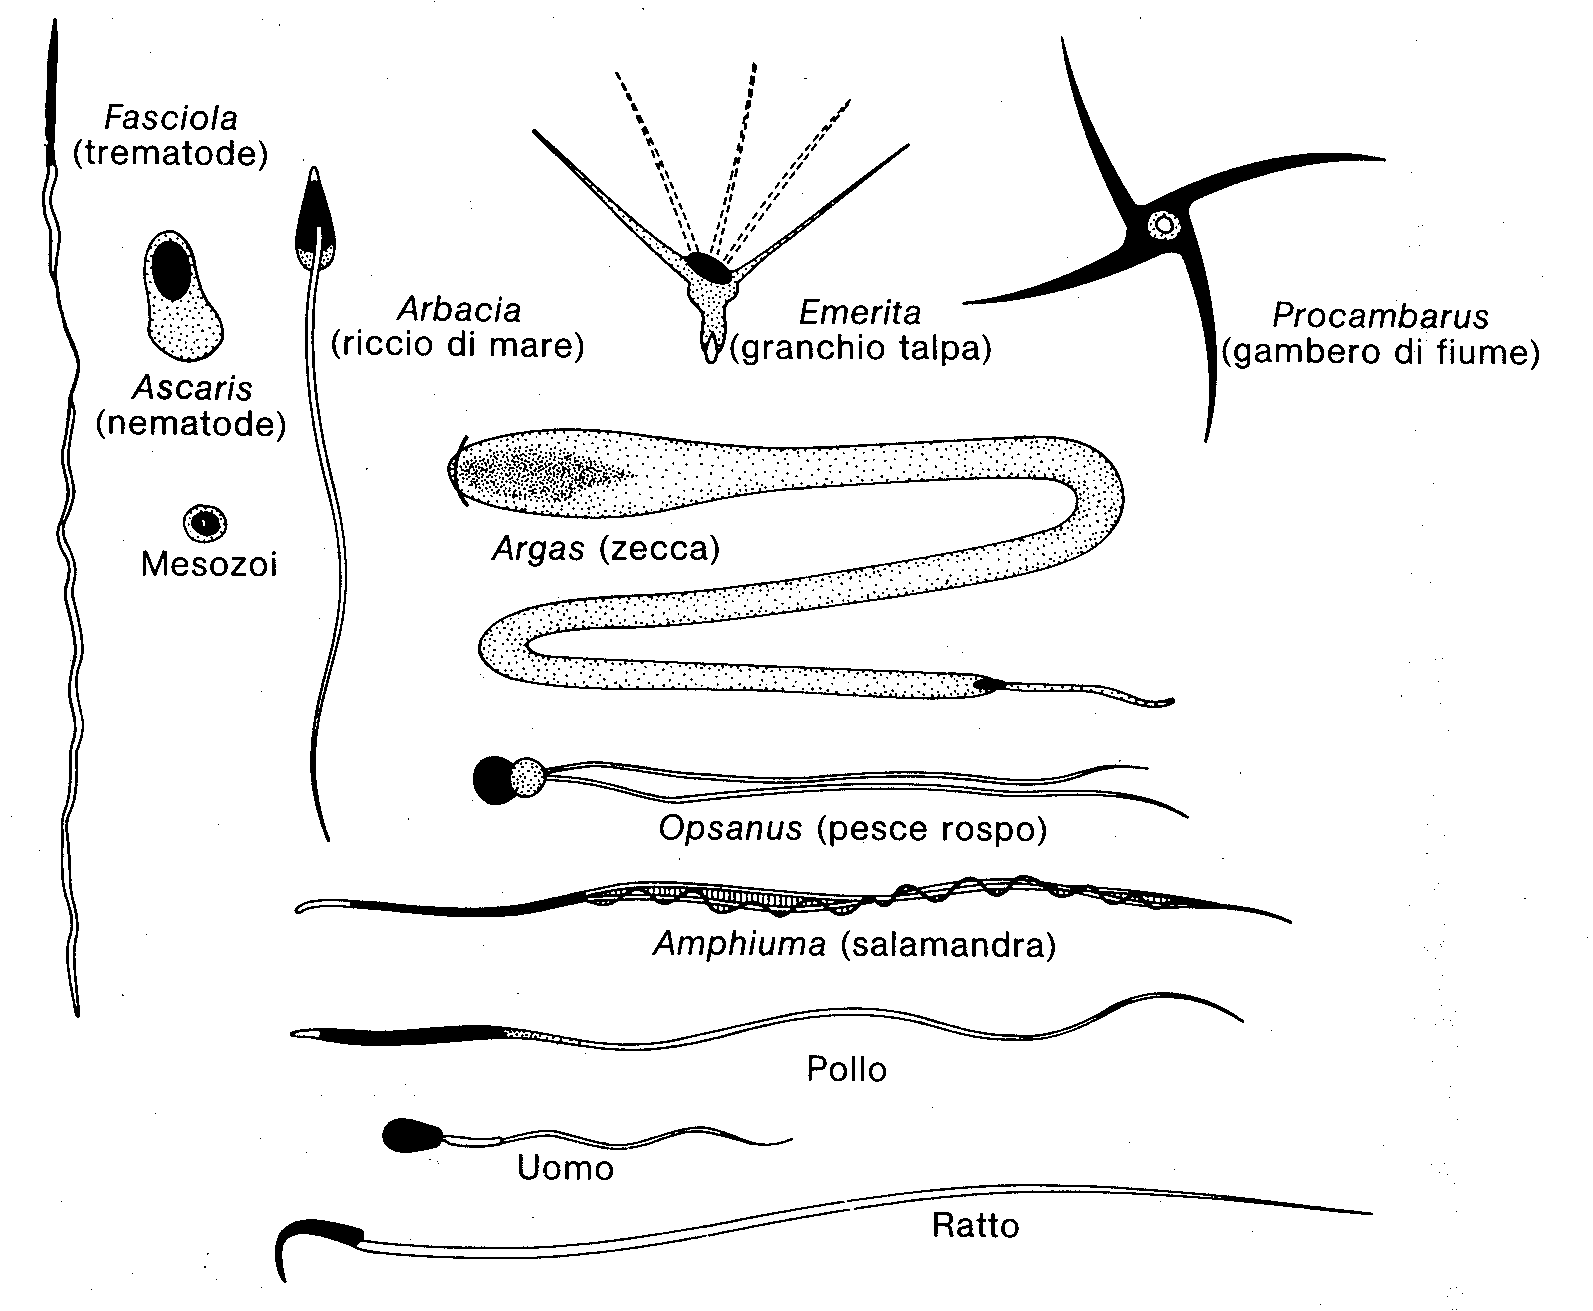 Fasciola
(trematode)
Ascaris
(nematode)
Mesozoi
Arbacia
(riccio di mare)
Emerita
(granchio talpa)
Procambarus
(gambero di fiume)
Argas (zecca)
Opsanus (pesce rospo)
Amphiuma (salamandra)
Pollo
Uomo
Ratto